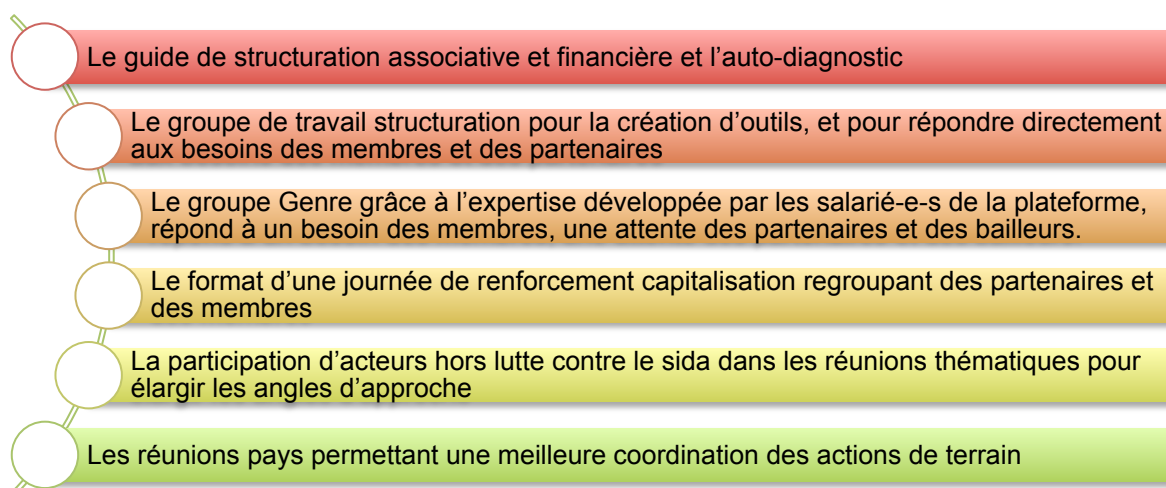 Le guide de structuration associative et financière et l’auto-diagnostic
Le groupe de travail structuration pour la création d’outils, et pour répondre directement
aux besoins des membres et des partenaires
Le groupe Genre grâce à l’expertise développée par les salarié-e-s de la plateforme,
répond à un besoin des membres, une attente des partenaires et des bailleurs.
Le format d’une journée de renforcement capitalisation regroupant des partenaires et
des membres
La participation d’acteurs hors lutte contre le sida dans les réunions thématiques pour
élargir les angles d’approche
Les réunions pays permettant une meilleure coordination des actions de terrain